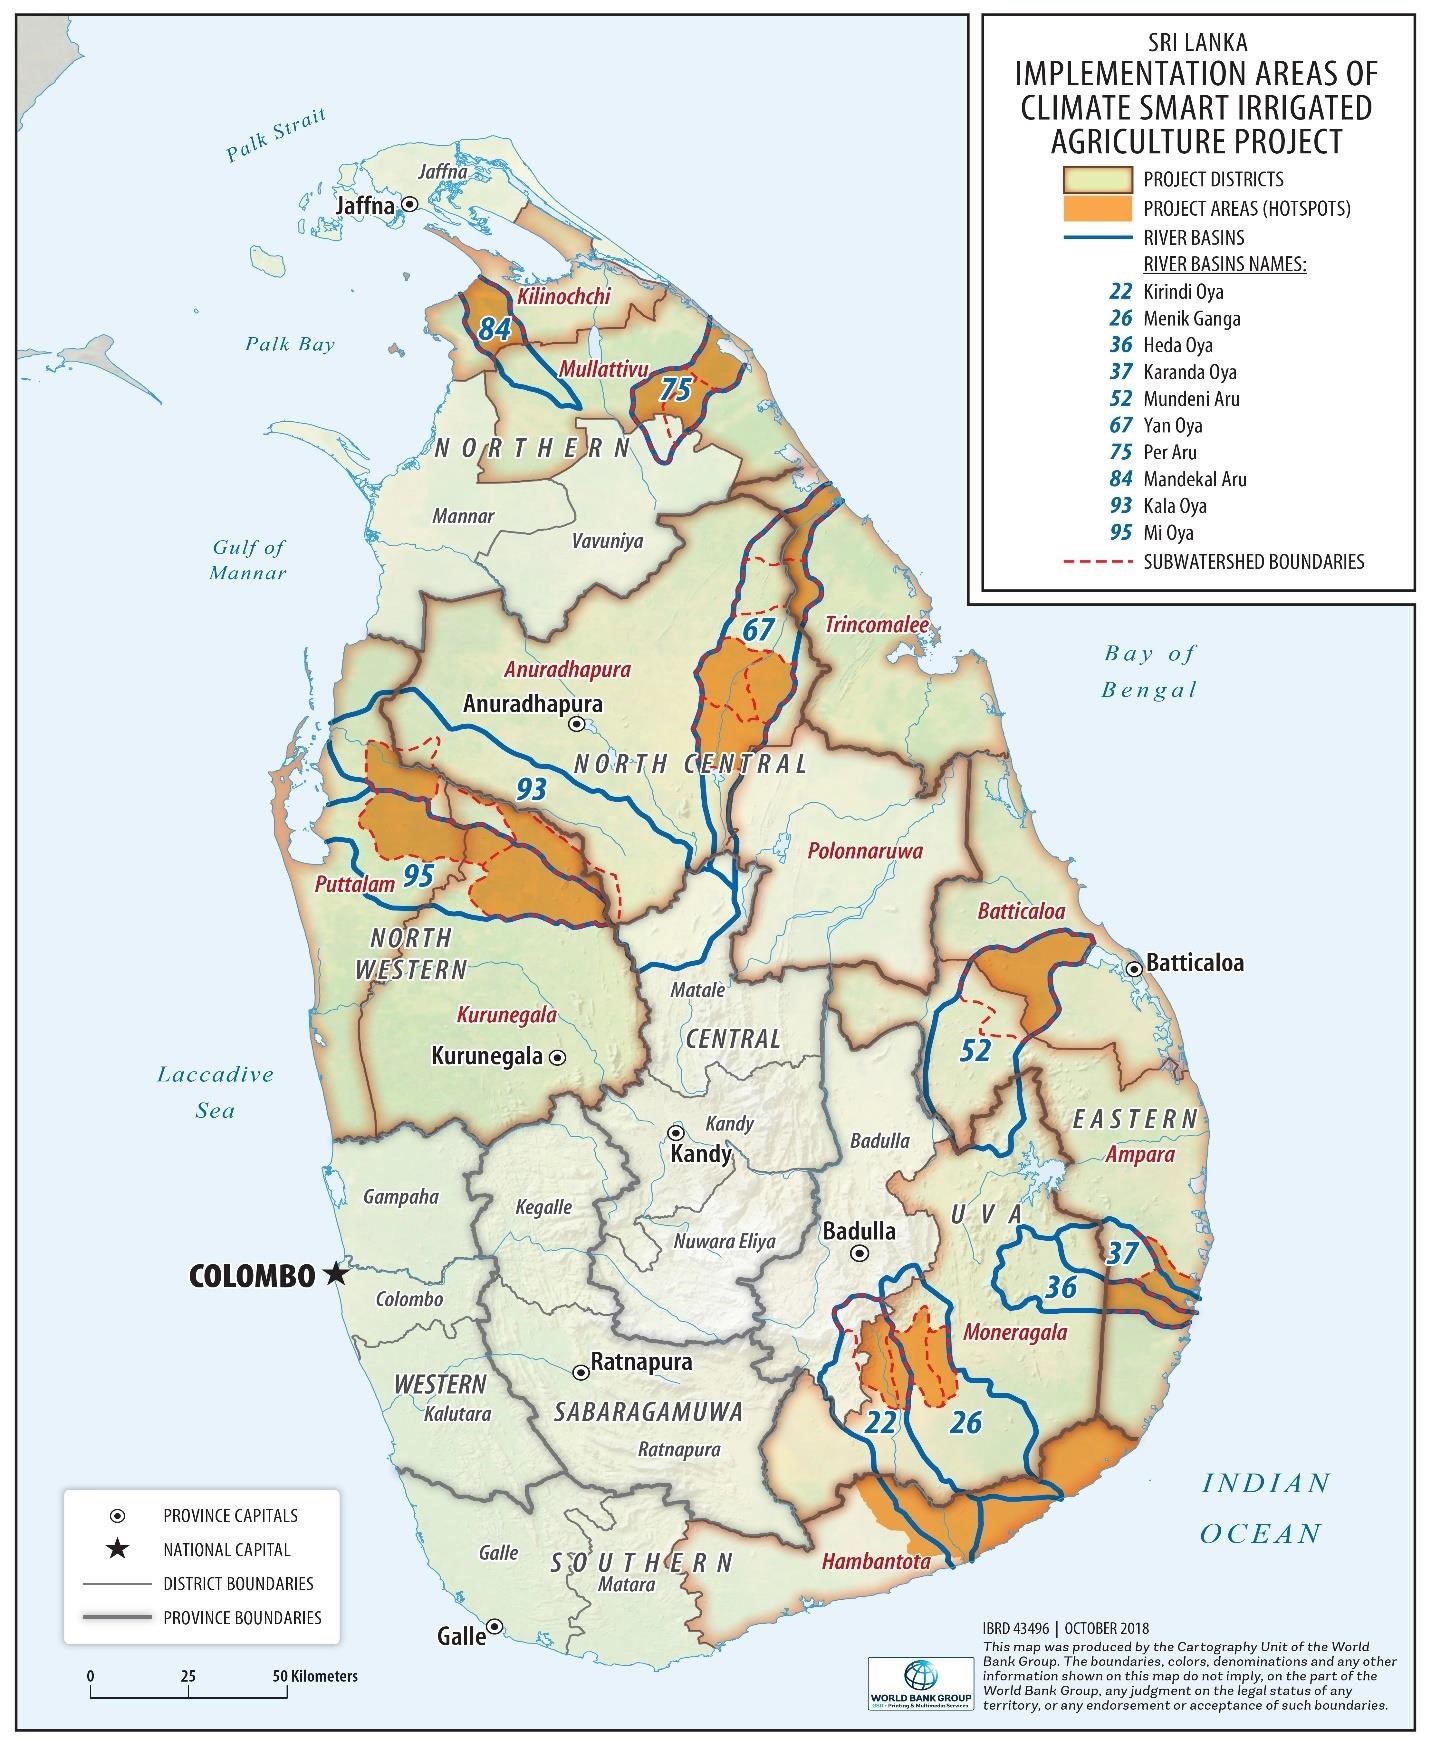 SRI LANKA
IMPLEMENTATION AREAS OF
CLIMATE SMART IRRIGATED
AGRICULTURE PROJECT
PROJECT DISTRICTS
PROJECT AREAS (HOTSPOTS)
RIVER BASINS
RIVER BASINS NAMES:
22 Kirindi Oya
26 Menik Ganga
36 Heda Oya
37 Karanda Oya
52 Mundeni Aru
67 Yan Oya
75 Per Aru
84 Mandekal Aru
93 Kala Oya
95 Mi Oya
SUBWATERSHED BOUNDARIES
Palk Strait
Jaffna
Jaffna
Kilinochchi
84
Palk Bay
Mullattivu
75
NORTHERN
Mannar
Vavuniya
Gulf of
Mannar
67
Trincomalee
Bay of
Bengal
Anuradhapura
Anuradhapura
NORTH CENTRAL
93
Polonnaruwa
Puttalam
95
Batticaloa
NORTH
WESTERN
Batticaloa
Matale
Kurunegala
CENTRAL
Kurunegala
52
Laccadive
Sea
EASTERN
Kandy
Kandy
Badulla
Ampara
Gampaha
Kegalle
UVA
Nuwara Eliya
Badulla
37
COLOMBO
36
Colombo
Moneragala
Ratnapura
WESTERN
Kalutara
SABARAGAMUWA
22
26
Ratnapura
INDIAN
OCEAN
Galle
SOUTHERN
Matara
Hambantota
Galle
PROVINCE CAPITALS
NATIONAL CAPITAL
DISTRICT BOUNDARIES
PROVINCE BOUNDARIES
0 25 50 Kilometers
IBRD 43496 | OCTOBER 2018
This map was produced by the Cartography Unit of the World
Bank Group. The boundaries, colors, denominations and any other
information shown on this map do not imply, on the part of the
World Bank Group, any judgment on the legal status of any
territory, or any endorsement or acceptance of such boundaries.
WORLD BANK GROUP
Printing & Multimedia Services